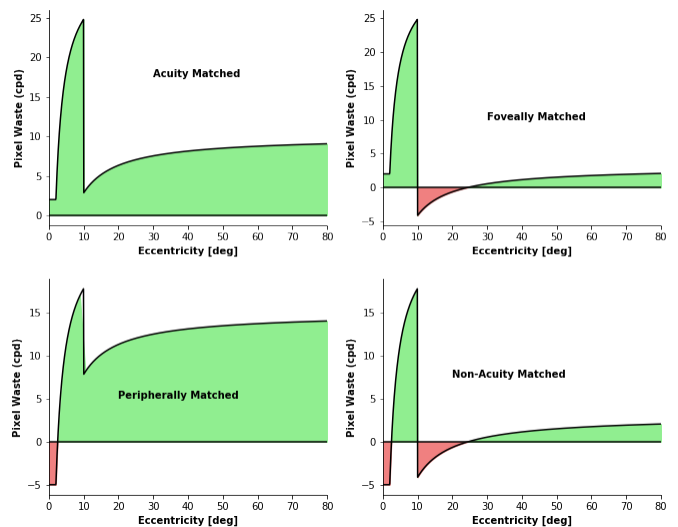 Pixel Waste (cpd)
25
20
15
10
5
0
Acuity Matched
0 10 20 30 40 50 60 70 80
Eccentricity [deg]
Pixel Waste (cpd)
25
20
15
10
5
0
−5
Foveally Matched
0 10 20 30 40 50 60 70 80
Eccentricity [deg]
Pixel Waste (cpd)
15
10
5
0
−5
Peripherally Matched
0 10 20 30 40 50 60 70 80
Eccentricity [deg]
Pixel Waste (cpd)
15
10
5
0
−5
Non-Acuity Matched
0 10 20 30 40 50 60 70 80
Eccentricity [deg]